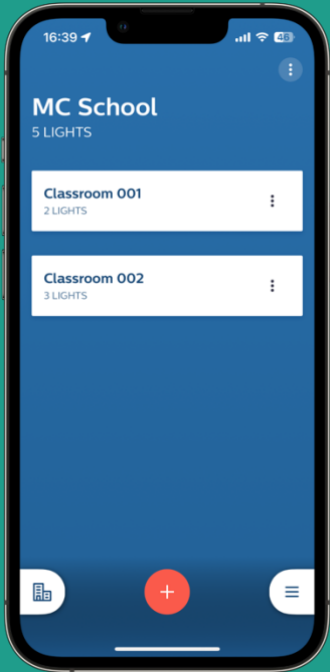 16:39
46
MC School
5 LIGHTS
Classroom 001
2 LIGHTS
Classroom 002
3 LIGHTS